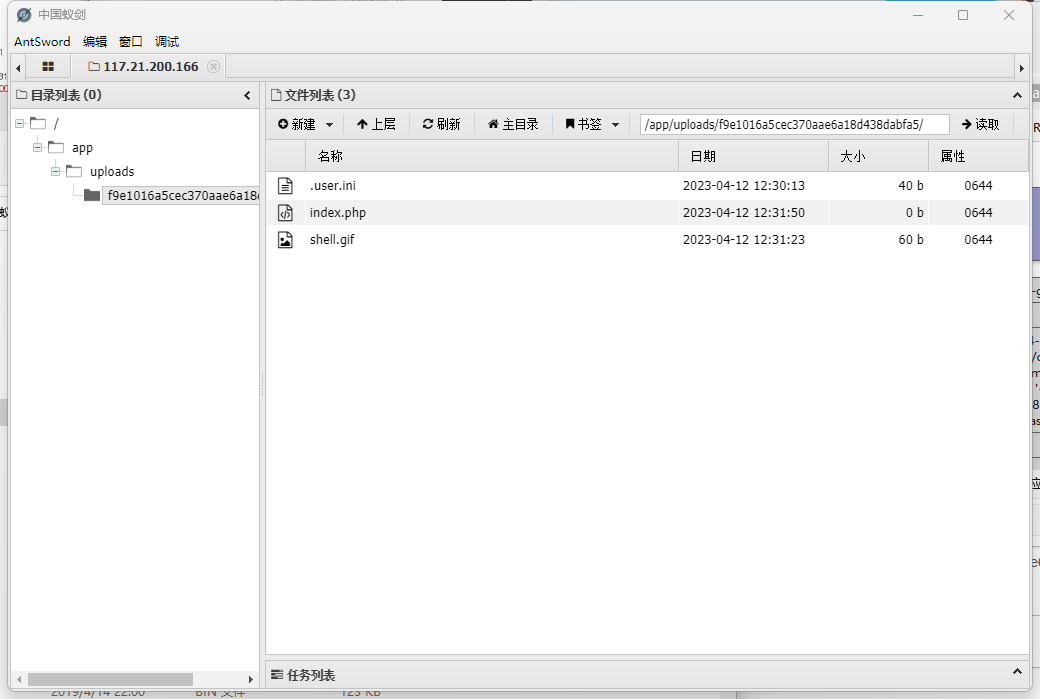 中国蚁剑
AntSword 编辑 窗口 调试
117.21.200.166
目录列表 (0)
文件列表 (3)
新建 上层 刷新 主目录 书签 /app/uploads/f9e1016a5cec370aae6a18d438dabfa5/ 读取
/
app
uploads
f9e1016a5cec370aae6a18
名称 日期 大小 属性
.user.ini 2023-04-12 12:30:13 40 b 0644
index.php 2023-04-12 12:31:50 0 b 0644
shell.gif 2023-04-12 12:31:23 60 b 0644
任务列表
2019/4/14 22:00 BIN 文件 123 KB